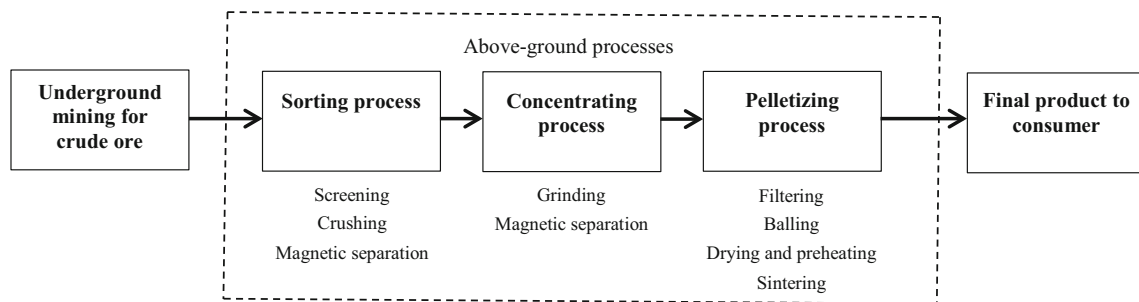 Above-ground processes
Underground
mining for
crude ore
Sorting process
Concentrating
process
Pelletizing
process
Final product to
consumer
Screening
Crushing
Magnetic separation
Grinding
Magnetic separation
Filtering
Balling
Drying and preheating
Sintering